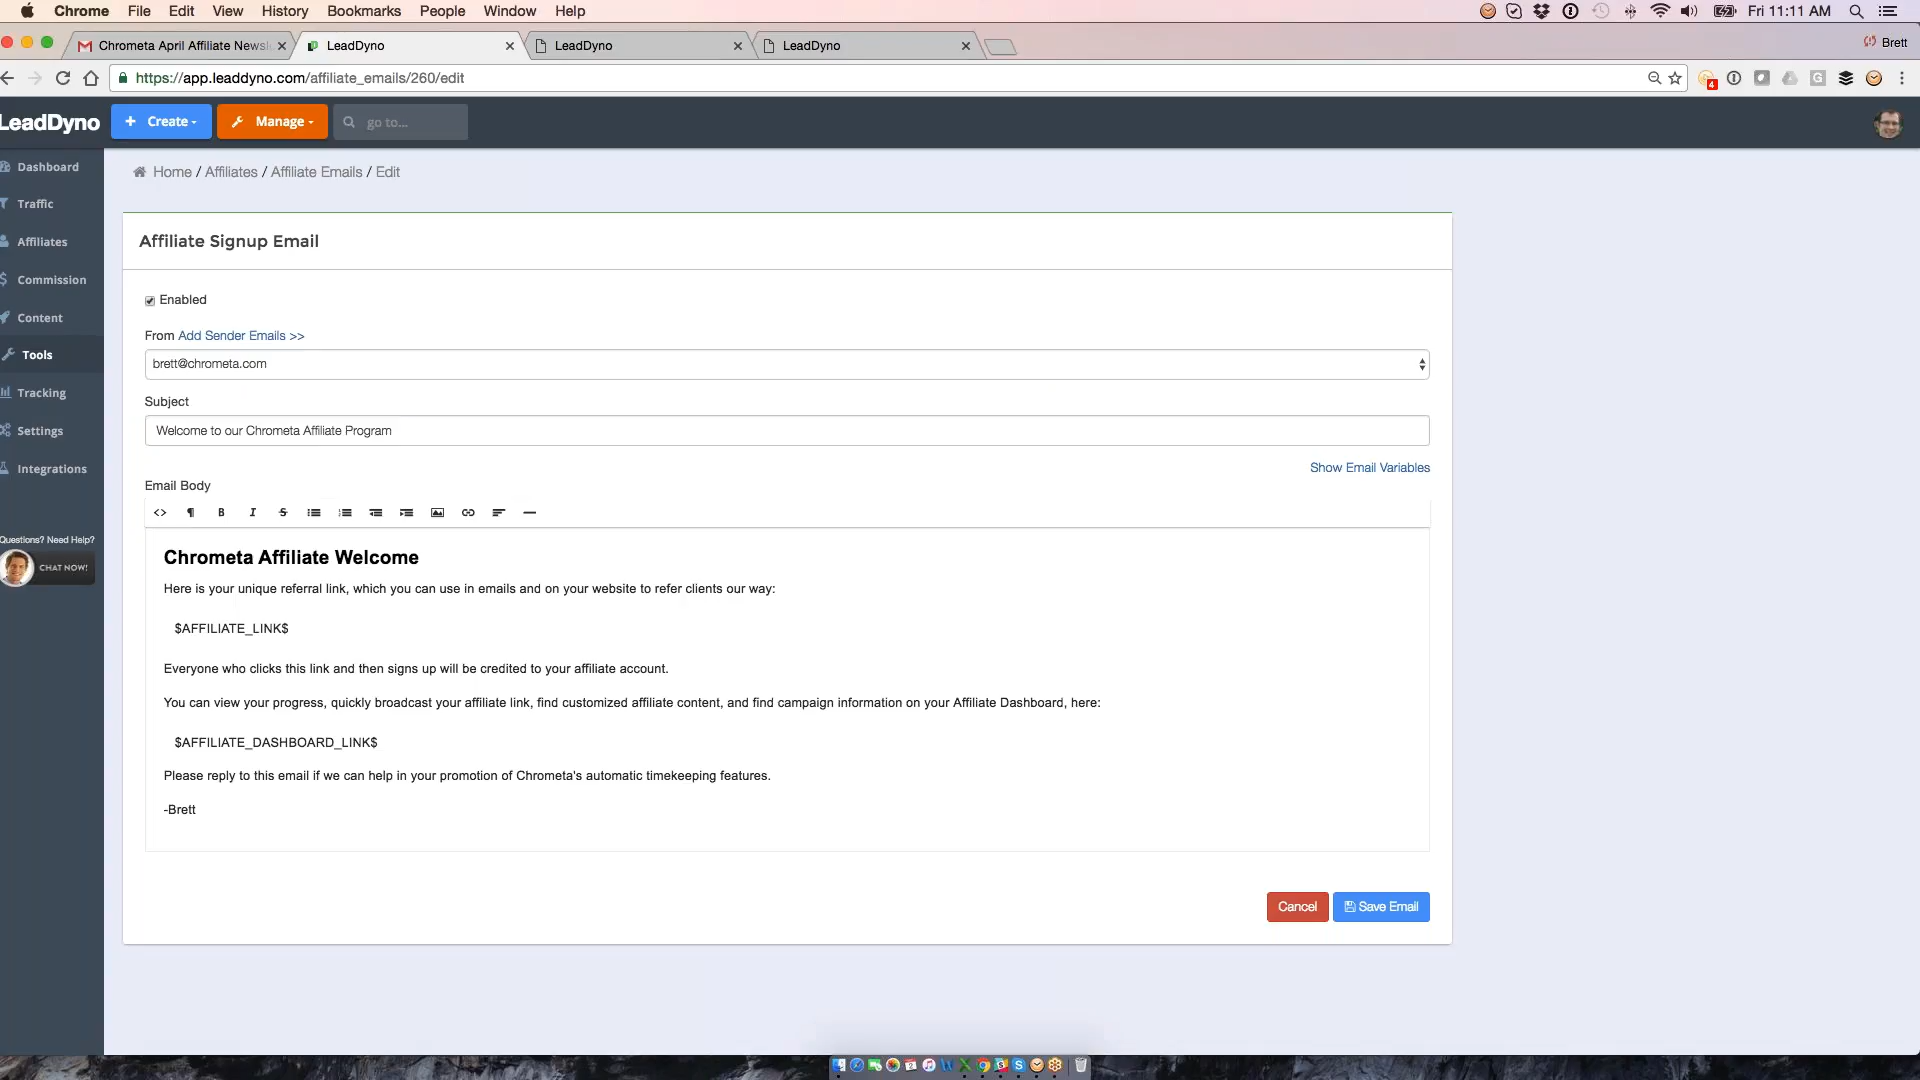 Chrome File Edit View History Bookmarks People Window Help Fri 11:11 AM
Chrometa April Affiliate Newsl
LeadDyno
LeadDyno
LeadDyno
Brett
https://app.leaddyno.com/affiliate_emails/260/edit
4
LeadDyno
+ Create
Manage
go to...
Dashboard
Traffic
Affiliates
Commission
Content
Tools
Tracking
Settings
Integrations
Questions? Need Help?
CHAT NOW!
Home / Affiliates / Affiliate Emails / Edit
Affiliate Signup Email
Enabled
From Add Sender Emails >>
brett@chrometa.com
Subject
Welcome to our Chrometa Affiliate Program
Show Email Variables
Email Body
Chrometa Affiliate Welcome
Here is your unique referral link, which you can use in emails and on your website to refer clients our way:
$AFFILIATE_LINK$
Everyone who clicks this link and then signs up will be credited to your affiliate account.
You can view your progress, quickly broadcast your affiliate link, find customized affiliate content, and find campaign information on your Affiliate Dashboard, here:
$AFFILIATE_DASHBOARD_LINK$
Please reply to this email if we can help in your promotion of Chrometa's automatic timekeeping features.
-Brett
Cancel
Save Email